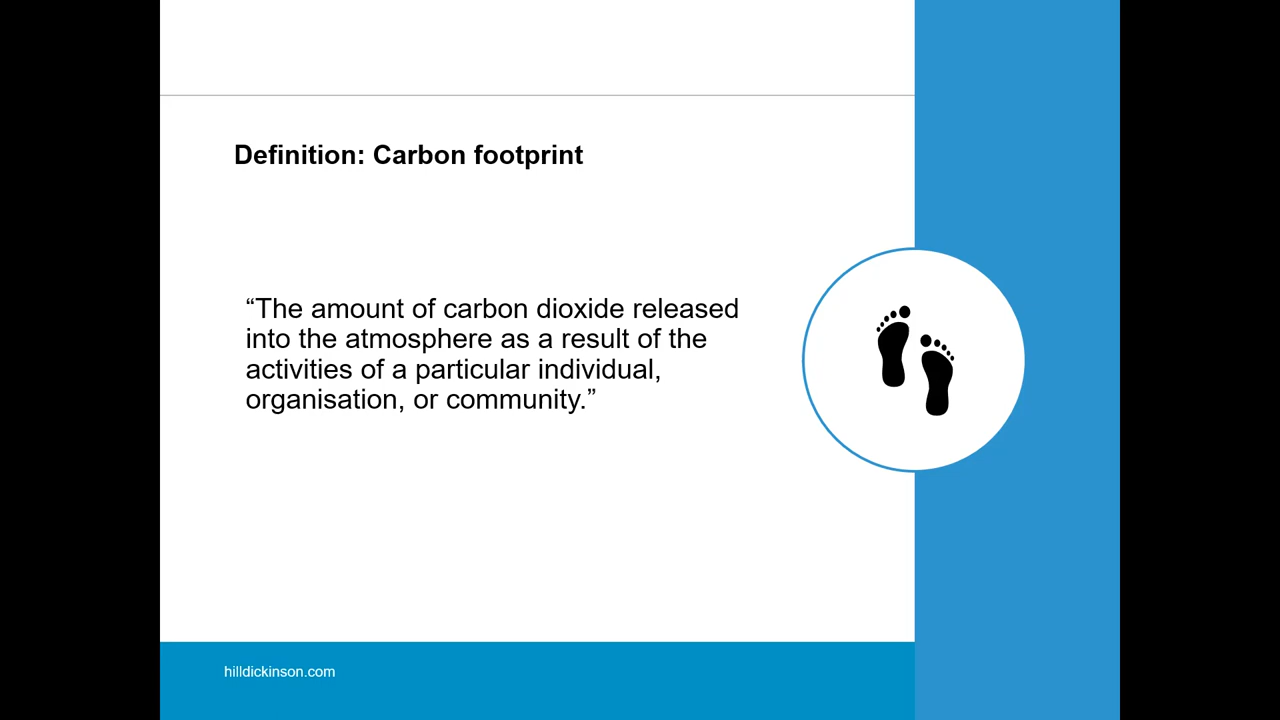 Definition: Carbon footprint
“The amount of carbon dioxide released
into the atmosphere as a result of the
activities of a particular individual,
organisation, or community.”
hilldickinson.com